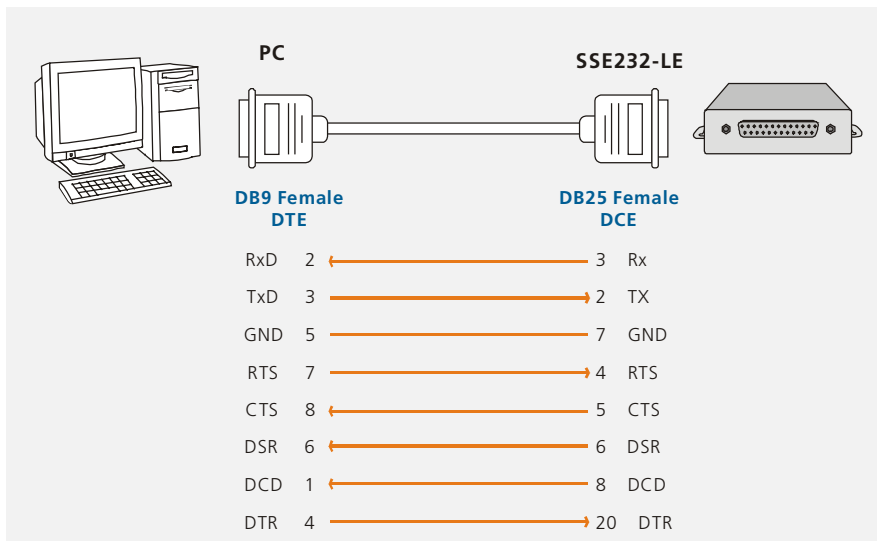 PC SSE232-LE
DB9 Female DB25 Female
DTE DCE
RxD 2 3 Rx
TxD 3 2 TX
GND 5 7 GND
RTS 7 4 RTS
CTS 8 5 CTS
DSR 6 6 DSR
DCD 1 8 DCD
DTR 4 20 DTR